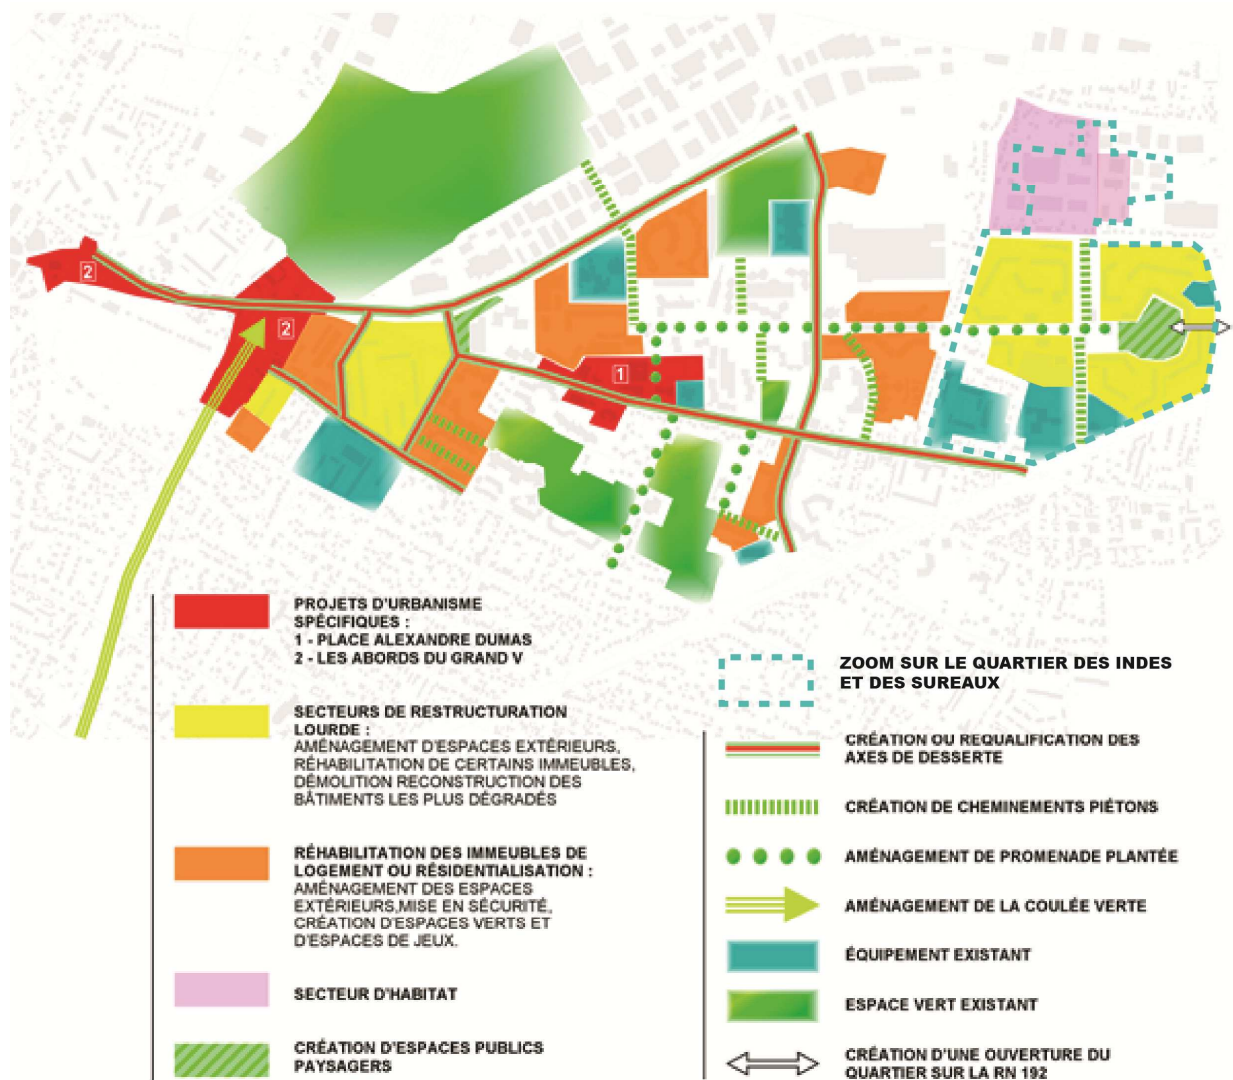 2
2
1
PROJETS D'URBANISME
SPÉCIFIQUES :
1 - PLACE ALEXANDRE DUMAS
2 - LES ABORDS DU GRAND V
SECTEURS DE RESTRUCTURATION
LOURDE :
AMÉNAGEMENT D'ESPACES EXTÉRIEURS,
RÉHABILITATION DE CERTAINS IMMEUBLES,
DÉMOLITION RECONSTRUCTION DES
BÂTIMENTS LES PLUS DÉGRADÉS
RÉHABILITATION DES IMMEUBLES DE
LOGEMENT OU RÉSIDENTIALISATION :
AMÉNAGEMENT DES ESPACES
EXTÉRIEURS,MISE EN SÉCURITÉ,
CRÉATION D'ESPACES VERTS ET
D'ESPACES DE JEUX.
SECTEUR D'HABITAT
CRÉATION D'ESPACES PUBLICS
PAYSAGERS
ZOOM SUR LE QUARTIER DES INDES
ET DES SUREAUX
CRÉATION OU REQUALIFICATION DES
AXES DE DESSERTE
CRÉATION DE CHEMINEMENTS PIÉTONS
AMÉNAGEMENT DE PROMENADE PLANTÉE
AMÉNAGEMENT DE LA COULÉE VERTE
ÉQUIPEMENT EXISTANT
ESPACE VERT EXISTANT
CRÉATION D'UNE OUVERTURE DU
QUARTIER SUR LA RN 192